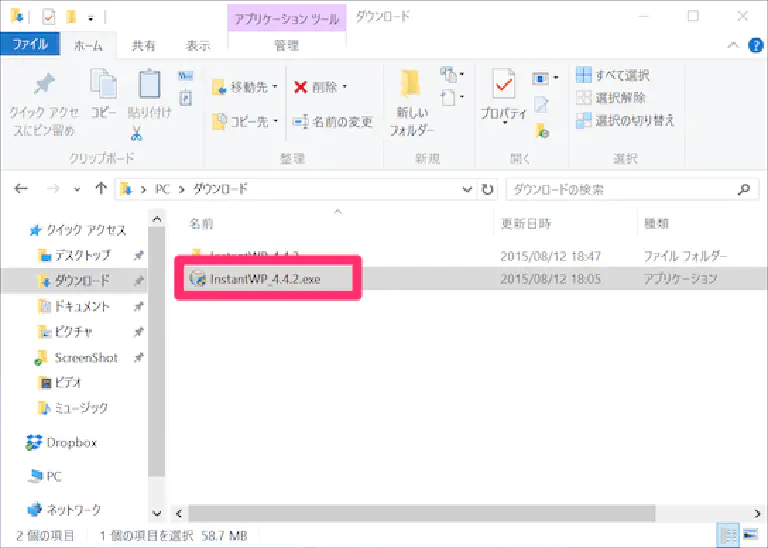 アプリケーション ツール ダウンロード
ファイル ホーム 共有 表示 管理
クイック アクセスにピン留め
コピー
貼り付け
移動先
コピー先
削除
名前の変更
新しいフォルダー
プロパティ
すべて選択
選択解除
選択の切り替え
クリップボード 整理 新規 開く 選択
PC ダウンロード ダウンロードの検索
名前 更新日時 種類
InstantWP_4.4.2 2015/08/12 18:47 ファイル フォルダー
InstantWP_4.4.2.exe 2015/08/12 18:05 アプリケーション
クイック アクセス
デスクトップ
ダウンロード
ドキュメント
ピクチャ
ScreenShot
ビデオ
ミュージック
Dropbox
PC
ネットワーク
2 個の項目 1 個の項目を選択 58.7 MB